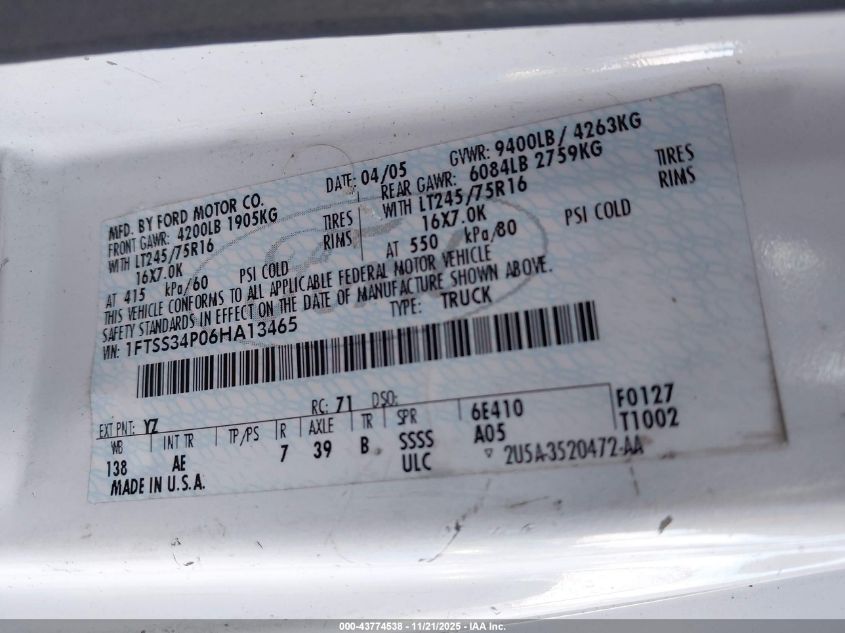 MFD. BY FORD MOTOR CO.
DATE: 04/05 GVWR: 9400LB / 4263KG
FRONT GAWR: 4200LB 1905KG REAR GAWR: 6084LB 2759KG
WITH LT245/75R16 TIRES WITH LT245/75R16 TIRES
16X7.0K RIMS 16X7.0K RIMS
AT 415 kPa/60 PSI COLD AT 550 kPa/80 PSI COLD
THIS VEHICLE CONFORMS TO ALL APPLICABLE FEDERAL MOTOR VEHICLE
SAFETY STANDARDS IN EFFECT ON THE DATE OF MANUFACTURE SHOWN ABOVE.
VIN: 1FTSS34P06HA13465 TYPE: TRUCK
EXT PNT: YZ RC: 71 DSO: F0127
WB INT TR TP/PS R AXLE TR SPR 6E410 T1002
138 AE 7 39 B SSSS A05
ULC 2U5A-3520472-AA
MADE IN U.S.A.
000-43774538 - 11/21/2025 - IAA Inc.